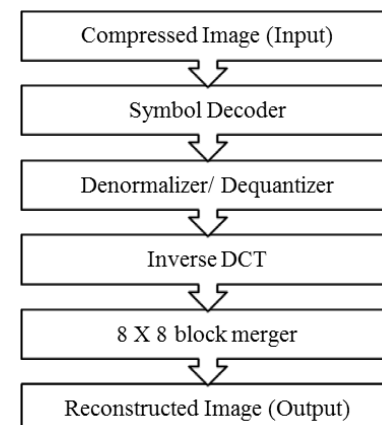 Compressed Image (Input)
Symbol Decoder
Denormalizer/ Dequantizer
Inverse DCT
8 X 8 block merger
Reconstructed Image (Output)